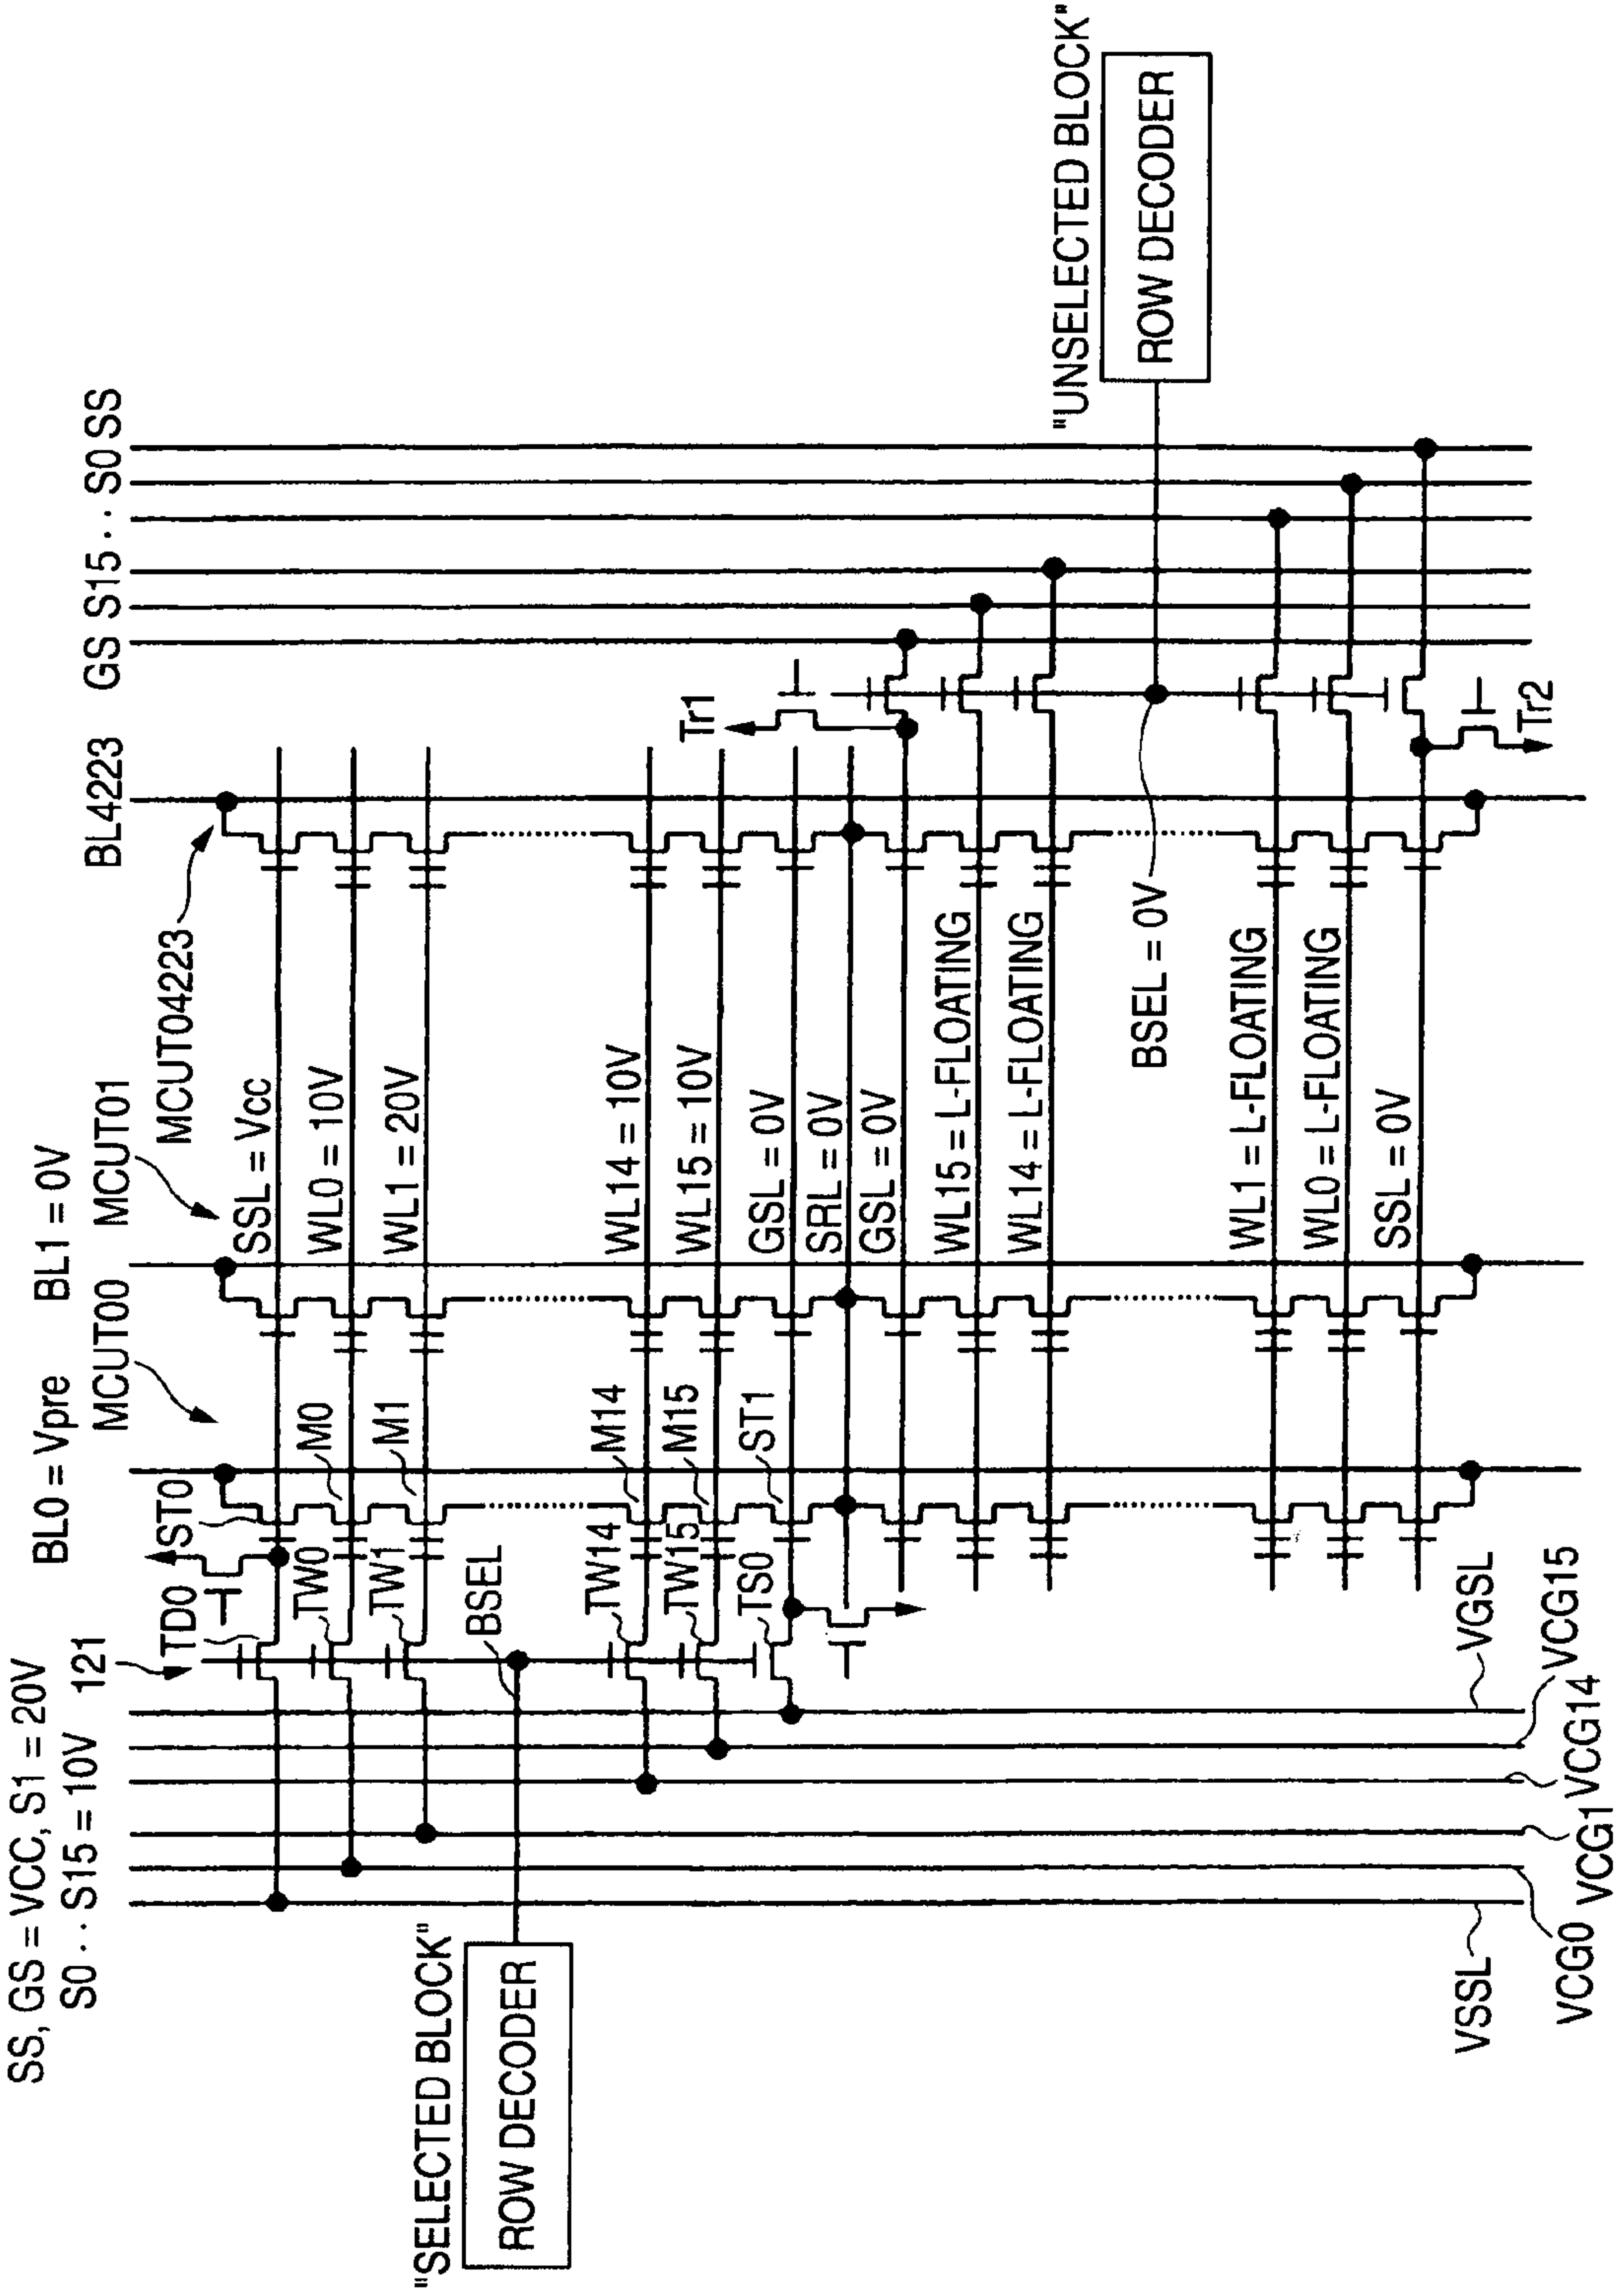 SS, GS = VCC, S1 = 20V
S0 ‥ S15 = 10V
121
BL0 = Vpre
BL1 = 0V
MCUT00
MCUT01
MCUT04223
BL4223
GS S15 ‥ S0 SS
"SELECTED BLOCK"
ROW DECODER
BSEL
TD0
ST0
TW0
M0
TW1
M1
TW14
M14
TW15
M15
TS0
ST1
SSL = Vcc
WL0 = 10V
WL1 = 20V
WL14 = 10V
WL15 = 10V
GSL = 0V
SRL = 0V
GSL = 0V
WL15 = L-FLOATING
WL14 = L-FLOATING
BSEL = 0V
WL1 = L-FLOATING
WL0 = L-FLOATING
SSL = 0V
Tr1
Tr2
"UNSELECTED BLOCK"
ROW DECODER
VSSL
VCG0
VCG1
VCG14
VCG15
VGSL